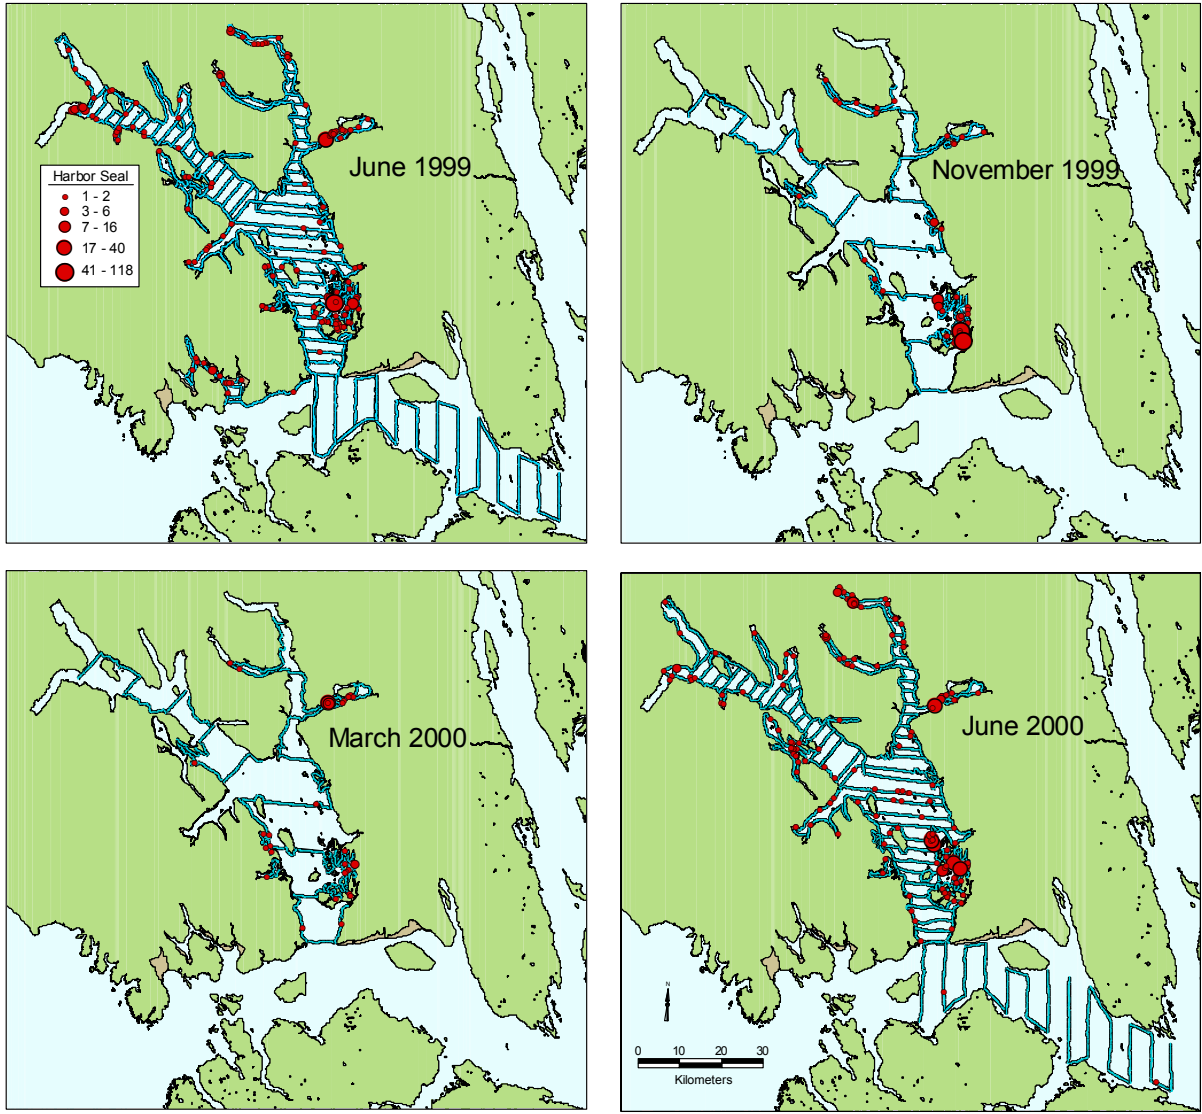 June 1999
Harbor Seal
1 - 2
3 - 6
7 - 16
17 - 40
41 - 118
November 1999
March 2000
June 2000
N
0 10 20 30
Kilometers